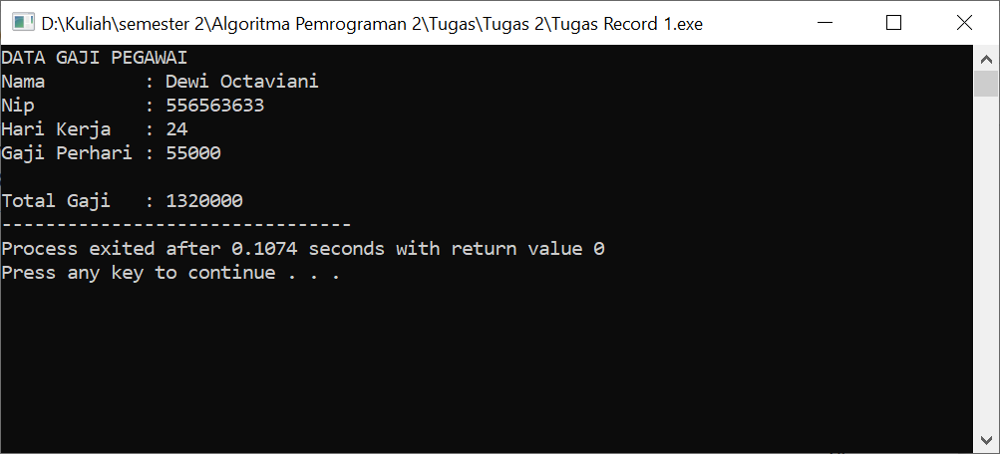 D:\Kuliah\semester 2\Algoritma Pemrograman 2\Tugas\Tugas 2\Tugas Record 1.exe
DATA GAJI PEGAWAI
Nama         : Dewi Octaviani
Nip          : 556563633
Hari Kerja   : 24
Gaji Perhari : 55000
Total Gaji   : 1320000
--------------------------------
Process exited after 0.1074 seconds with return value 0
Press any key to continue . . .